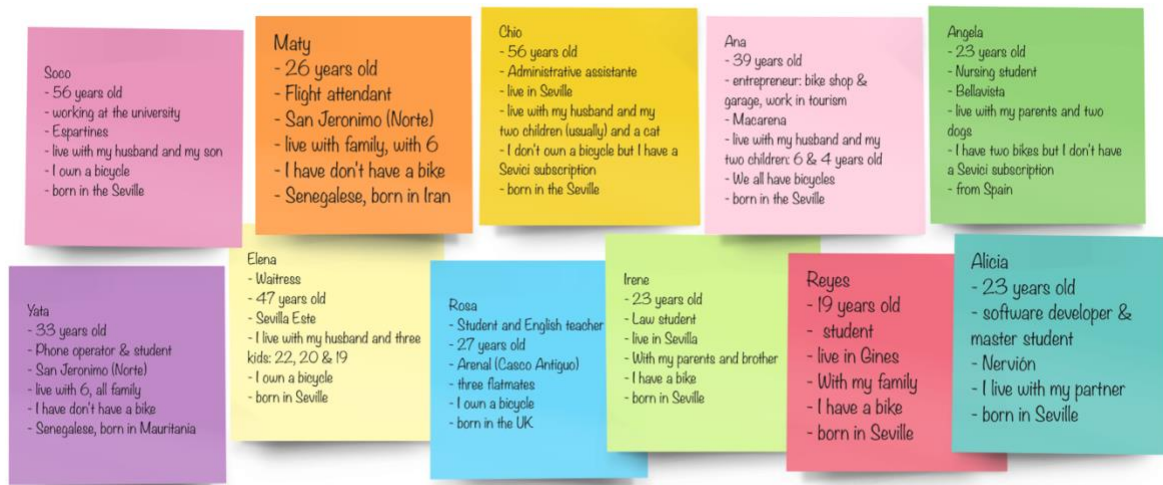 Soco
- 56 years old
- working at the university
- Espartines
- live with my husband and my son
- I own a bicycle
- born in the Seville
Maty
- 26 years old
- Flight attendant
- San Jeronimo (Norte)
- live with family, with 6
- I have don't have a bike
- Senegalese, born in Iran
Chio
- 56 years old
- Administrative assistante
- live in Seville
- live with my husband and my
two children (usually) and a cat
- I don't own a bicycle but I have a
Sevici subscription
- born in the Seville
Ana
- 39 years old
- entrepreneur: bike shop &
garage, work in tourism
- Macarena
- live with my husband and my
two children: 6 & 4 years old
- We all have bicycles
- born in the Seville
Angela
- 23 years old
- Nursing student
- Bellavista
- live with my parents and two
dogs
- I have two bikes but I don't have
a Sevici subscription
- from Spain
Yata
- 33 years old
- Phone operator & student
- San Jeronimo (Norte)
- live with 6, all family
- I have don't have a bike
- Senegalese, born in Mauritania
Elena
- Waitress
- 47 years old
- Sevilla Este
- I live with my husband and three
kids: 22, 20 & 19
- I own a bicycle
- born in Seville
Rosa
- Student and English teacher
- 27 years old
- Arenal (Casco Antiguo)
- three flatmates
- I own a bicycle
- born in the UK
Irene
- 23 years old
- Law student
- live in Sevilla
- With my parents and brother
- I have a bike
- born in Seville
Reyes
- 19 years old
- student
- live in Gines
- With my family
- I have a bike
- born in Seville
Alicia
- 23 years old
- software developer &
master student
- Nervión
- I live with my partner
- born in Seville